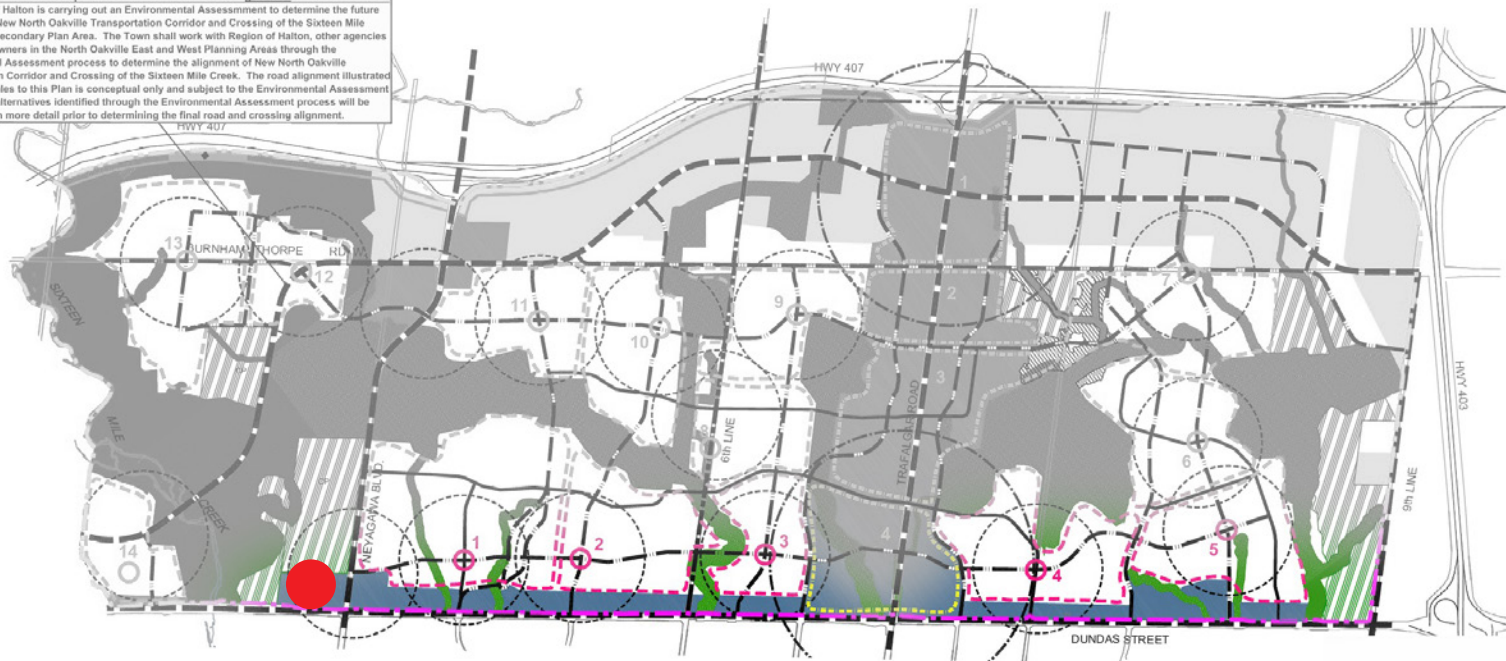 Halton is carrying out an Environmental Assessmment to determine the future
New North Oakville Transportation Corridor and Crossing of the Sixteen Mile
econdary Plan Area. The Town shall work with Region of Halton, other agencies
wners in the North Oakville East and West Planning Areas through the
l Assessment process to determine the alignment of New North Oakville
n Corridor and Crossing of the Sixteen Mile Creek. The road alignment illustrated
les to this Plan is conceptual only and subject to the Environmental Assessment
lternatives identified through the Environmental Assessment process will be
n more detail prior to determining the final road and crossing alignment.
HWY 407
HWY 407
1
13
BURNHAMTHORPE RD. W.
12
7
2
SIXTEEN
11
9
10
3
HWY 403
CP
TRAFALGAR ROAD
MILE
6th LINE
6
CP
CREEK
NEYAGAWA BLVD.
9th LINE
14
1
2
3
4
4
5
DUNDAS STREET